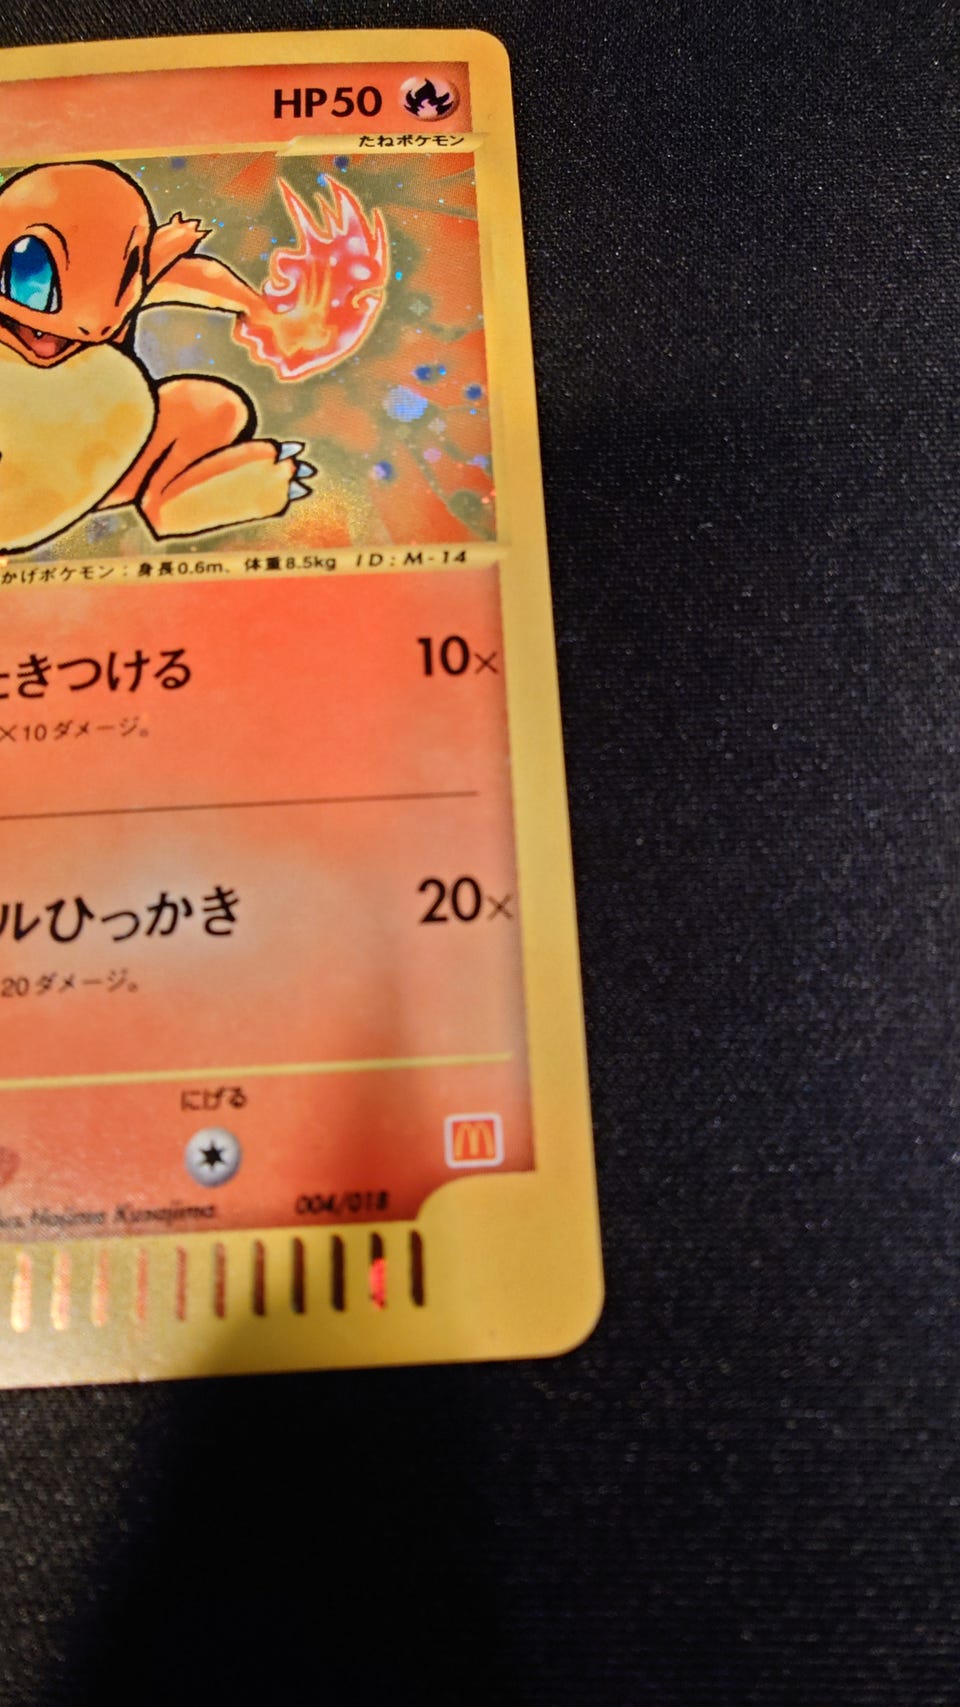 HP50
たねポケモン
かげポケモン：身長0.6m、体重8.5kg ID：M-14
きつける 10×
×10ダメージ。
ルひっかき 20×
20ダメージ。
にげる
Hajime Kusajima 004/018